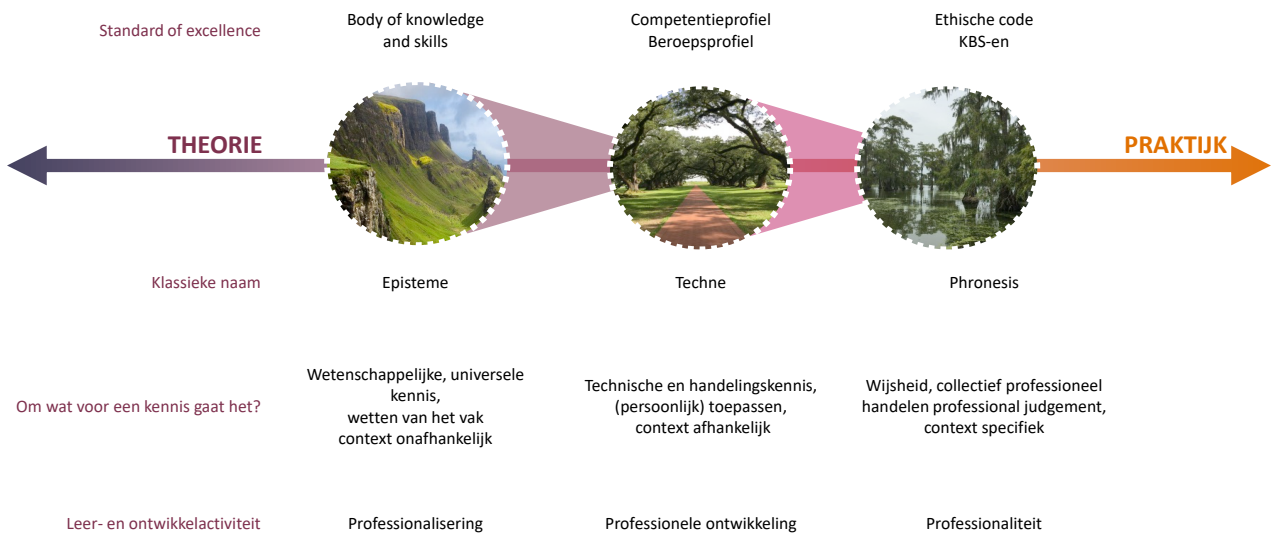 Standard of excellence
Body of knowledge
and skills
Competentieprofiel
Beroepsprofiel
Ethische code
KBS-en
THEORIE
PRAKTIJK
Klassieke naam
Episteme
Techne
Phronesis
Om wat voor een kennis gaat het?
Wetenschappelijke, universele
kennis,
wetten van het vak
context onafhankelijk
Technische en handelingskennis,
(persoonlijk) toepassen,
context afhankelijk
Wijsheid, collectief professioneel
handelen professional judgement,
context specifiek
Leer- en ontwikkelactiviteit
Professionalisering
Professionele ontwikkeling
Professionaliteit